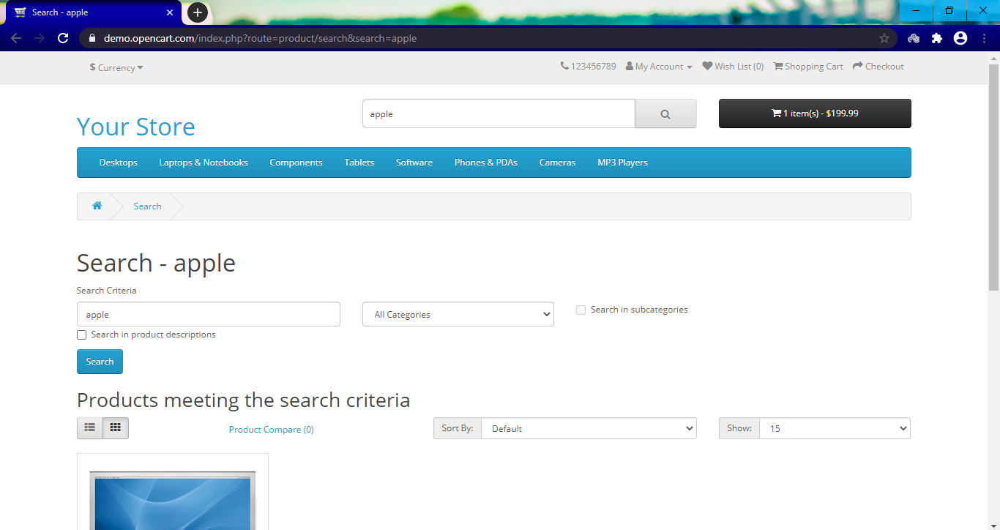 Search - apple
demo.opencart.com/index.php?route=product/search&search=apple
$ Currency 123456789 My Account Wish List (0) Shopping Cart Checkout
Your Store apple 1 item(s) - $199.99
Desktops Laptops & Notebooks Components Tablets Software Phones & PDAs Cameras MP3 Players
Search
Search - apple
Search Criteria
apple All Categories Search in subcategories
Search in product descriptions
Search
Products meeting the search criteria
Product Compare (0) Sort By: Default Show: 15